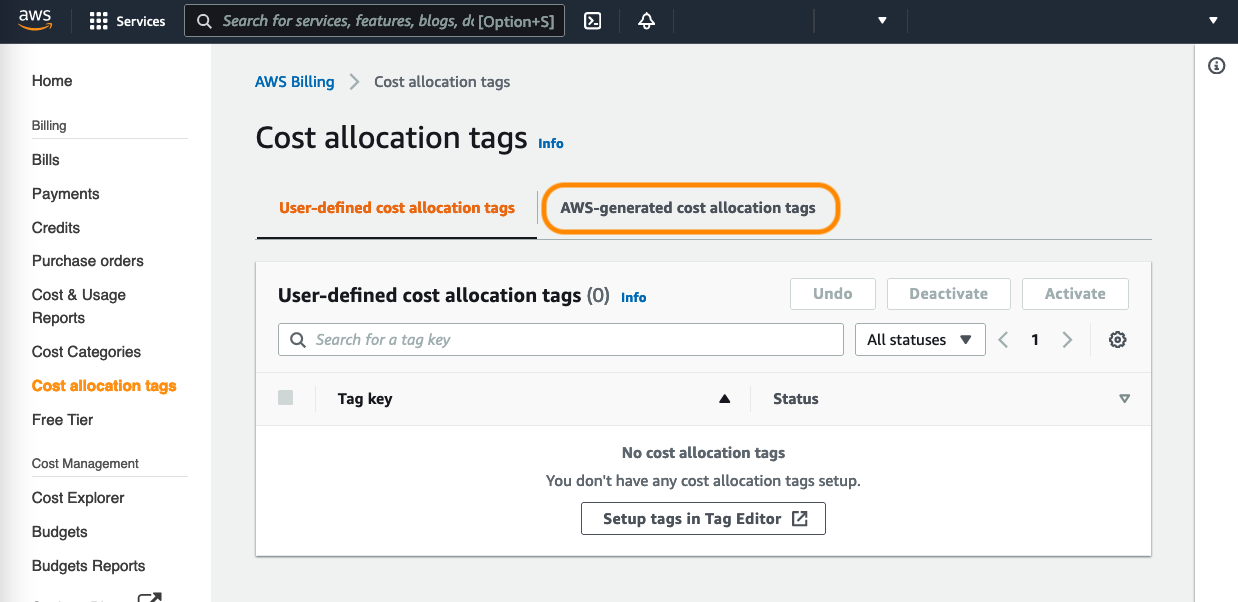 aws
Services
Search for services, features, blogs, do [Option+S]
Home
Billing
Bills
Payments
Credits
Purchase orders
Cost & Usage
Reports
Cost Categories
Cost allocation tags
Free Tier
Cost Management
Cost Explorer
Budgets
Budgets Reports
AWS Billing
Cost allocation tags
Cost allocation tags Info
User-defined cost allocation tags
AWS-generated cost allocation tags
User-defined cost allocation tags (0) Info
Undo
Deactivate
Activate
Search for a tag key
All statuses
1
Tag key
Status
No cost allocation tags
You don't have any cost allocation tags setup.
Setup tags in Tag Editor